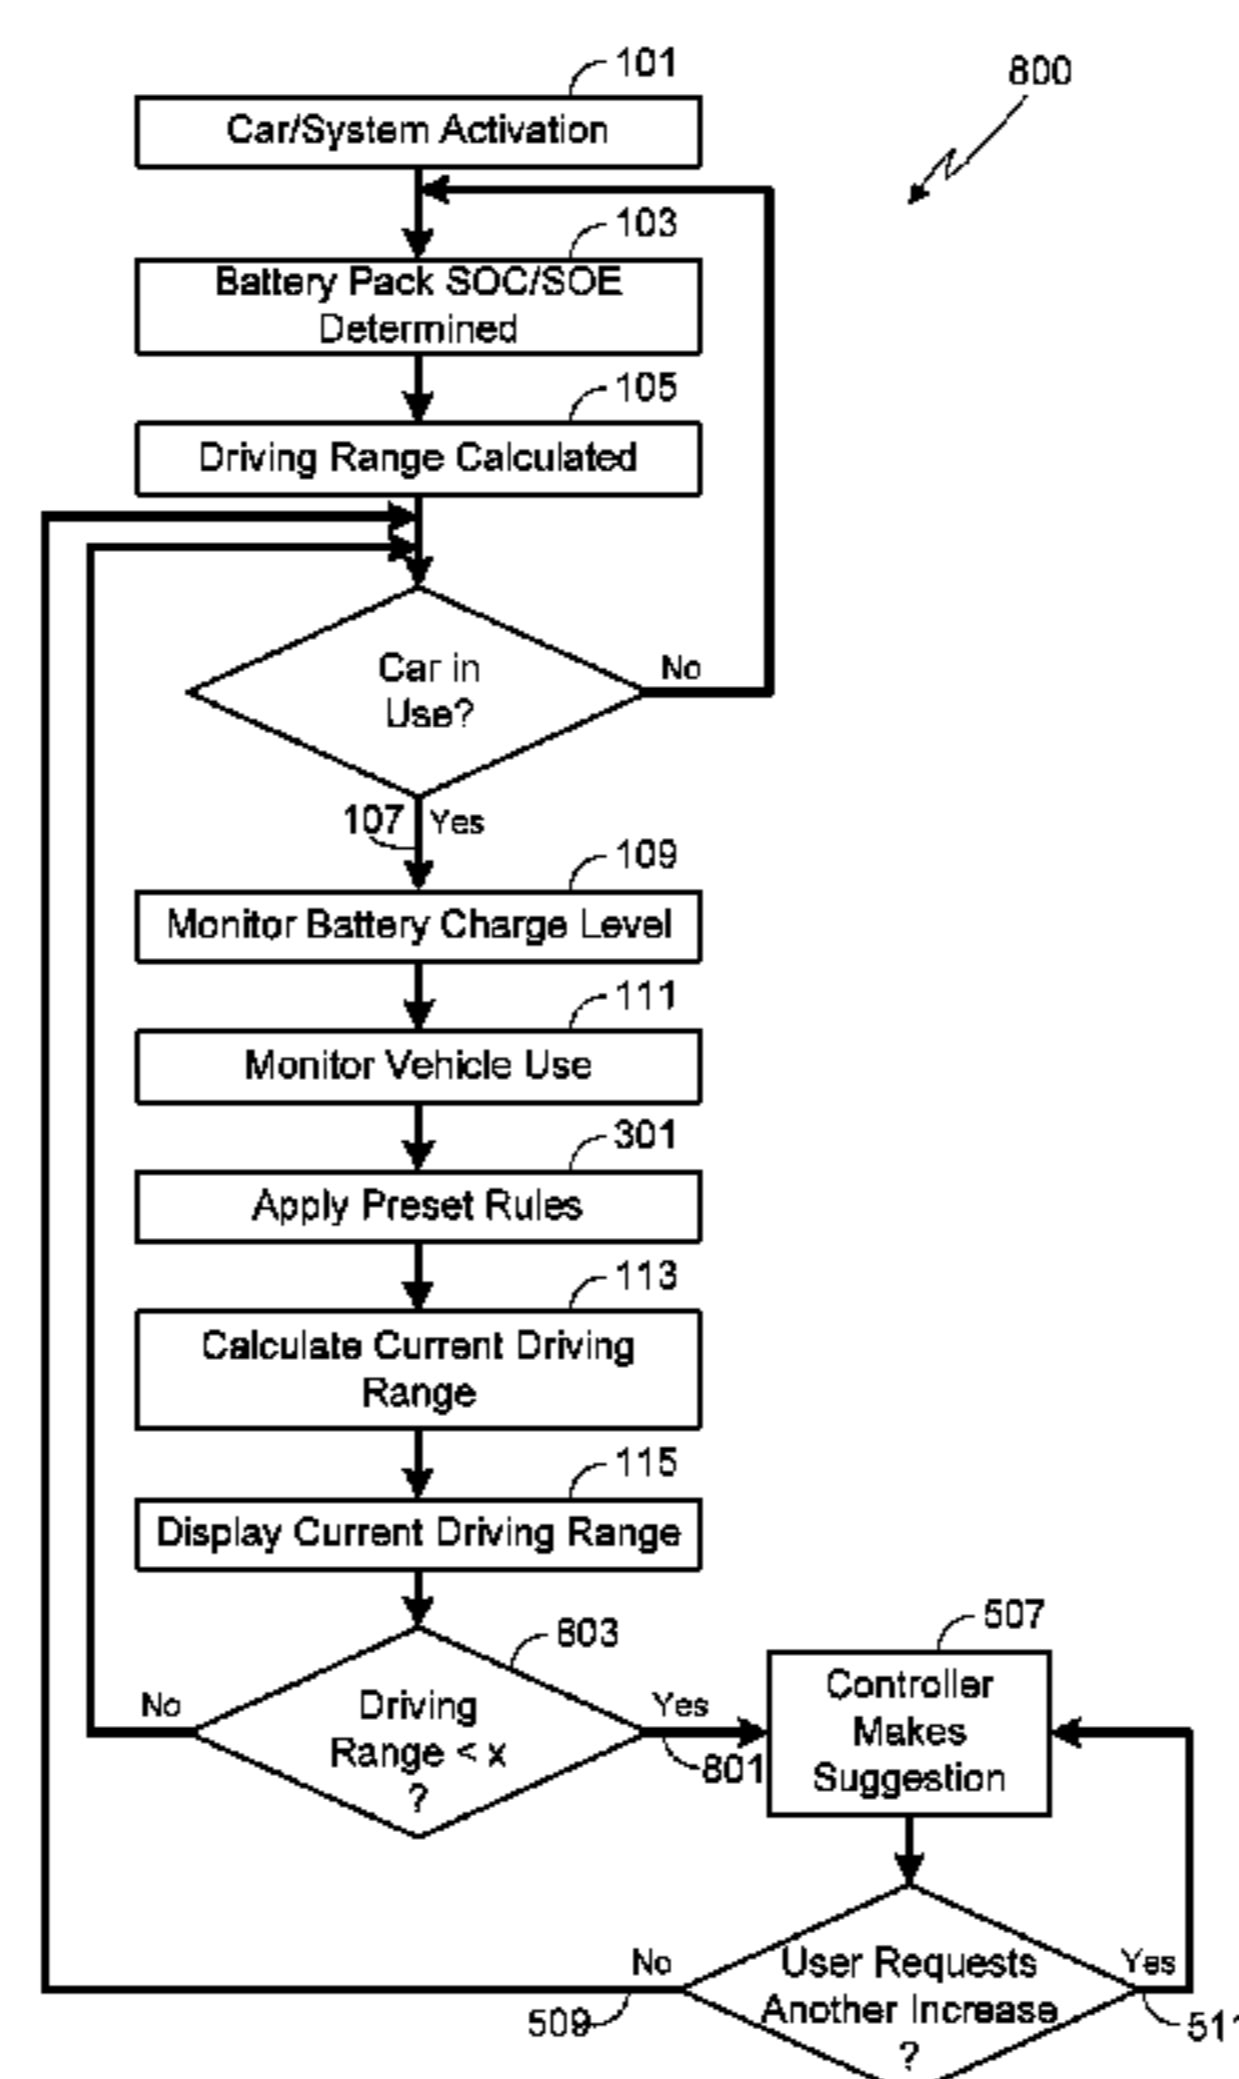 101
800
Car/System Activation
103
Battery Pack SOC/SOE
Determined
105
Driving Range Calculated
Car in
Use?
No
107
Yes
109
Monitor Battery Charge Level
111
Monitor Vehicle Use
301
Apply Preset Rules
113
Calculate Current Driving
Range
115
Display Current Driving Range
803
No
Driving
Range < x
?
Yes
801
507
Controller
Makes
Suggestion
No
509
User Requests
Another Increase
?
Yes
511